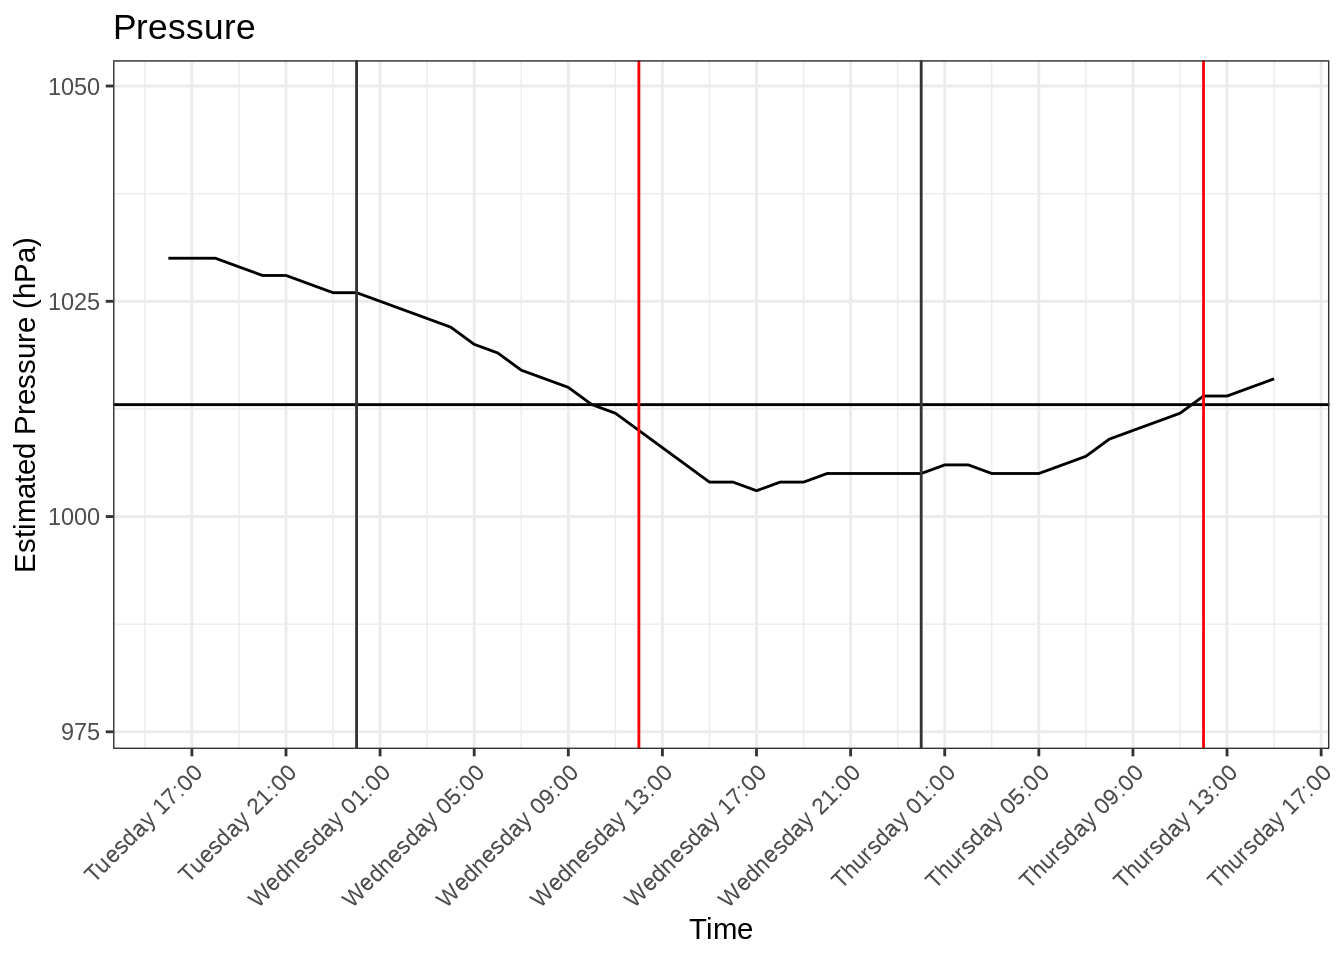 Pressure
Estimated Pressure (hPa)
1050
1025
1000
975
Tuesday 17:00
Tuesday 21:00
Wednesday 01:00
Wednesday 05:00
Wednesday 09:00
Wednesday 13:00
Wednesday 17:00
Wednesday 21:00
Thursday 01:00
Thursday 05:00
Thursday 09:00
Thursday 13:00
Thursday 17:00
Time